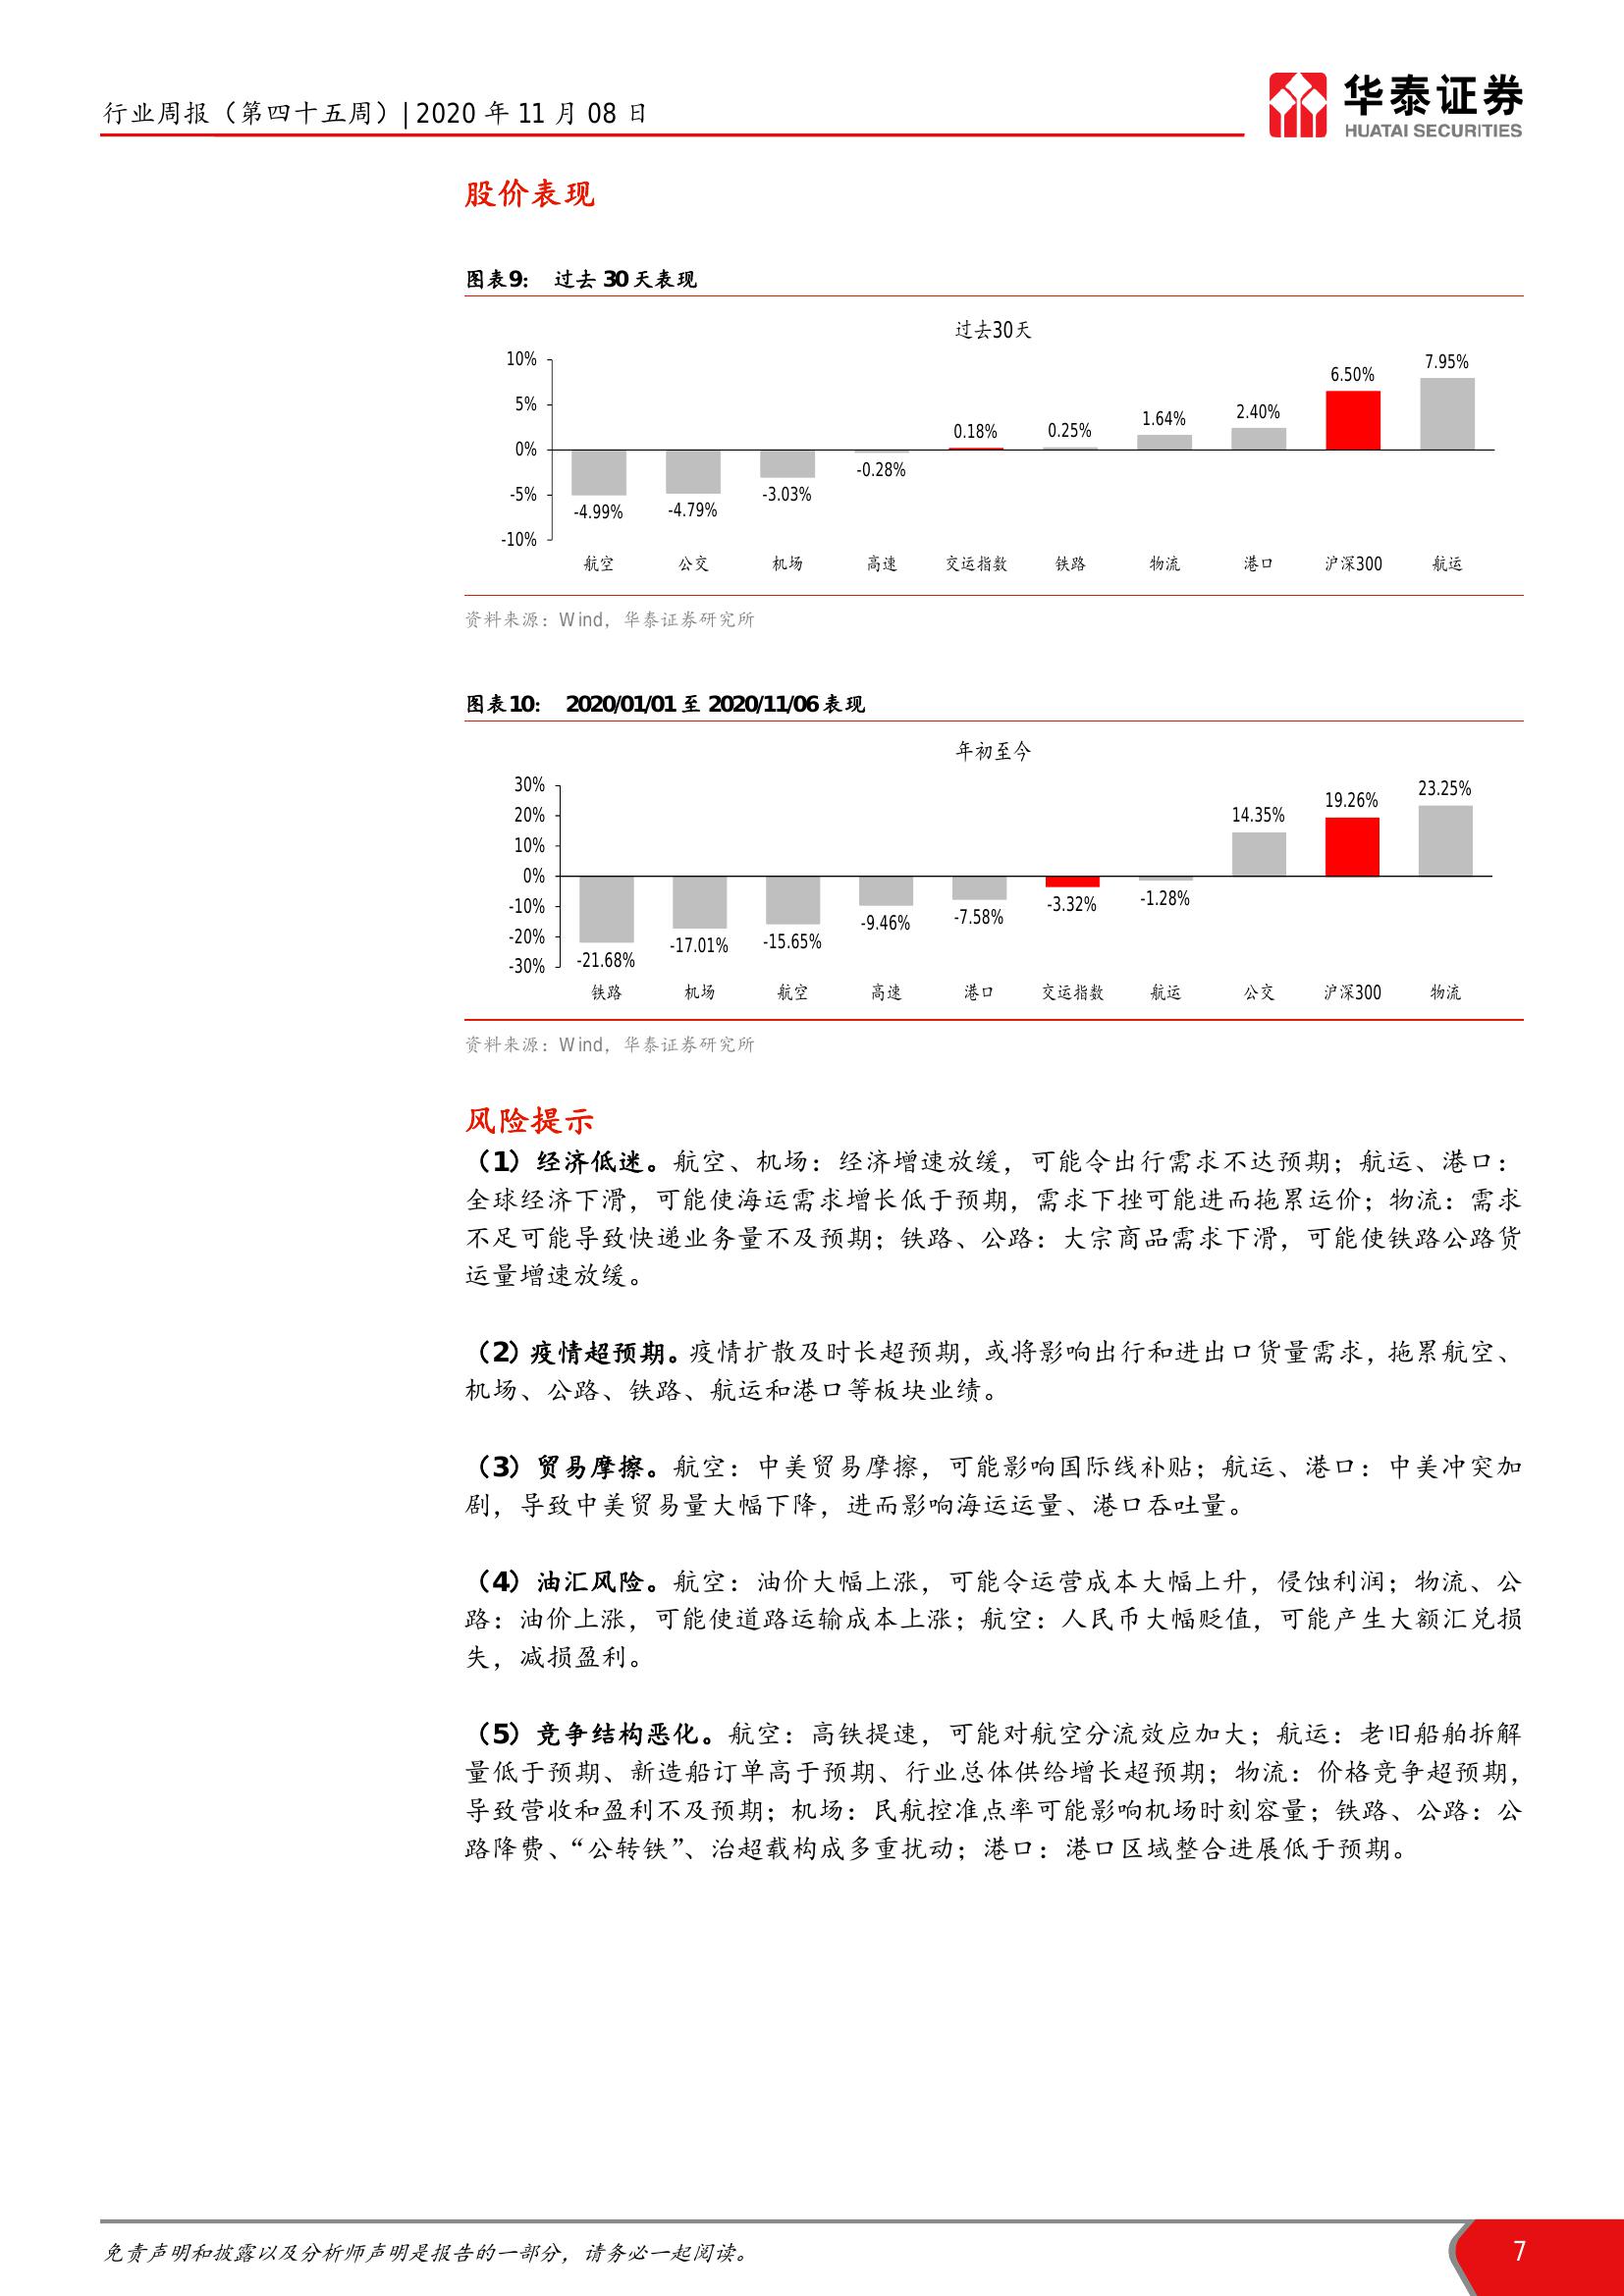 行业周报（第四十五周）| 2020 年 11 月 08 日
华泰证券
HUATAI SECURITIES
股价表现
图表9： 过去 30 天表现
过去30天
10%
5%
0%
-5%
-10%
-4.99%
-4.79%
-3.03%
-0.28%
0.18%
0.25%
1.64%
2.40%
6.50%
7.95%
航空 公交 机场 高速 交运指数 铁路 物流 港口 沪深300 航运
资料来源：Wind，华泰证券研究所
图表10： 2020/01/01 至 2020/11/06 表现
年初至今
30%
20%
10%
0%
-10%
-20%
-30%
-21.68%
-17.01%
-15.65%
-9.46%
-7.58%
-3.32%
-1.28%
14.35%
19.26%
23.25%
铁路 机场 航空 高速 港口 交运指数 航运 公交 沪深300 物流
资料来源：Wind，华泰证券研究所
风险提示
（1）经济低迷。航空、机场：经济增速放缓，可能令出行需求不达预期；航运、港口：
全球经济下滑，可能使海运需求增长低于预期，需求下挫可能进而拖累运价；物流：需求
不足可能导致快递业务量不及预期；铁路、公路：大宗商品需求下滑，可能使铁路公路货
运量增速放缓。
（2）疫情超预期。疫情扩散及时长超预期，或将影响出行和进出口货量需求，拖累航空、
机场、公路、铁路、航运和港口等板块业绩。
（3）贸易摩擦。航空：中美贸易摩擦，可能影响国际线补贴；航运、港口：中美冲突加
剧，导致中美贸易量大幅下降，进而影响海运运量、港口吞吐量。
（4）油汇风险。航空：油价大幅上涨，可能令运营成本大幅上升，侵蚀利润；物流、公
路：油价上涨，可能使道路运输成本上涨；航空：人民币大幅贬值，可能产生大额汇兑损
失，减损盈利。
（5）竞争结构恶化。航空：高铁提速，可能对航空分流效应加大；航运：老旧船舶拆解
量低于预期、新造船订单高于预期、行业总体供给增长超预期；物流：价格竞争超预期，
导致营收和盈利不及预期；机场：民航控准点率可能影响机场时刻容量；铁路、公路：公
路降费、“公转铁”、治超载构成多重扰动；港口：港口区域整合进展低于预期。
免责声明和披露以及分析师声明是报告的一部分，请务必一起阅读。
7